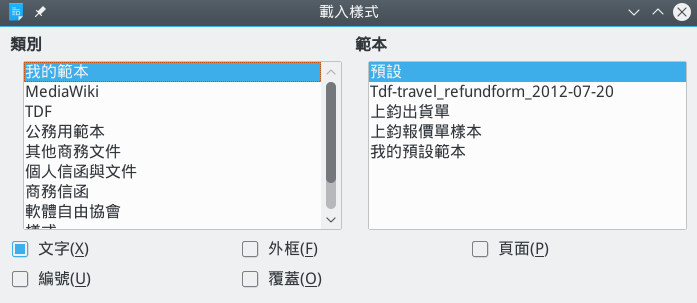 載入樣式
類別
範本
我的範本
MediaWiki
TDF
公務用範本
其他商務文件
個人信函與文件
商務信函
軟體自由協會
樣式
預設
Tdf-travel_refundform_2012-07-20
上鈞出貨單
上鈞報價單樣本
我的預設範本
文字(X)
外框(F)
頁面(P)
編號(U)
覆蓋(O)